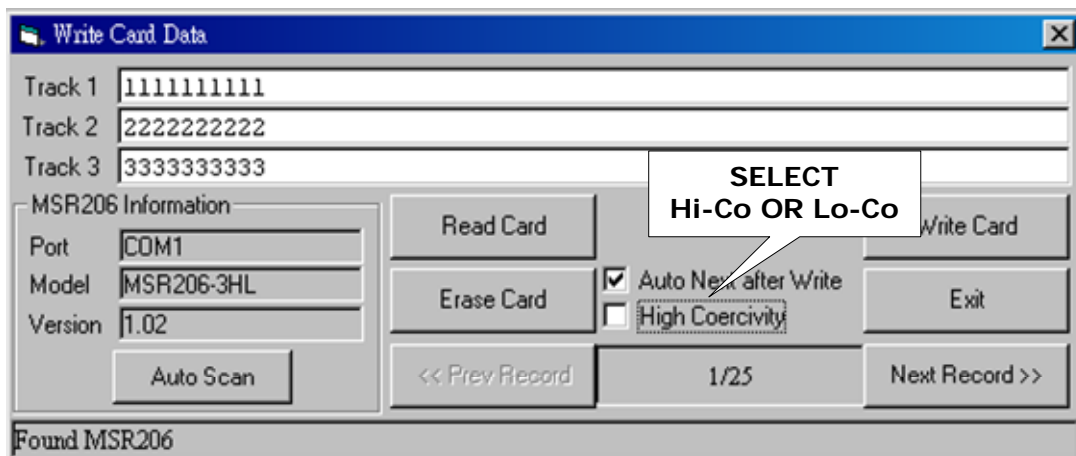 Write Card Data
Track 1 1111111111
Track 2 2222222222
Track 3 3333333333
SELECT
Hi-Co OR Lo-Co
MSR206 Information
Port COM1
Model MSR206-3HL
Version 1.02
Auto Scan
Read Card
Write Card
Erase Card
Auto Next after Write
High Coercivity
Exit
<< Prev Record
1/25
Next Record >>
Found MSR206